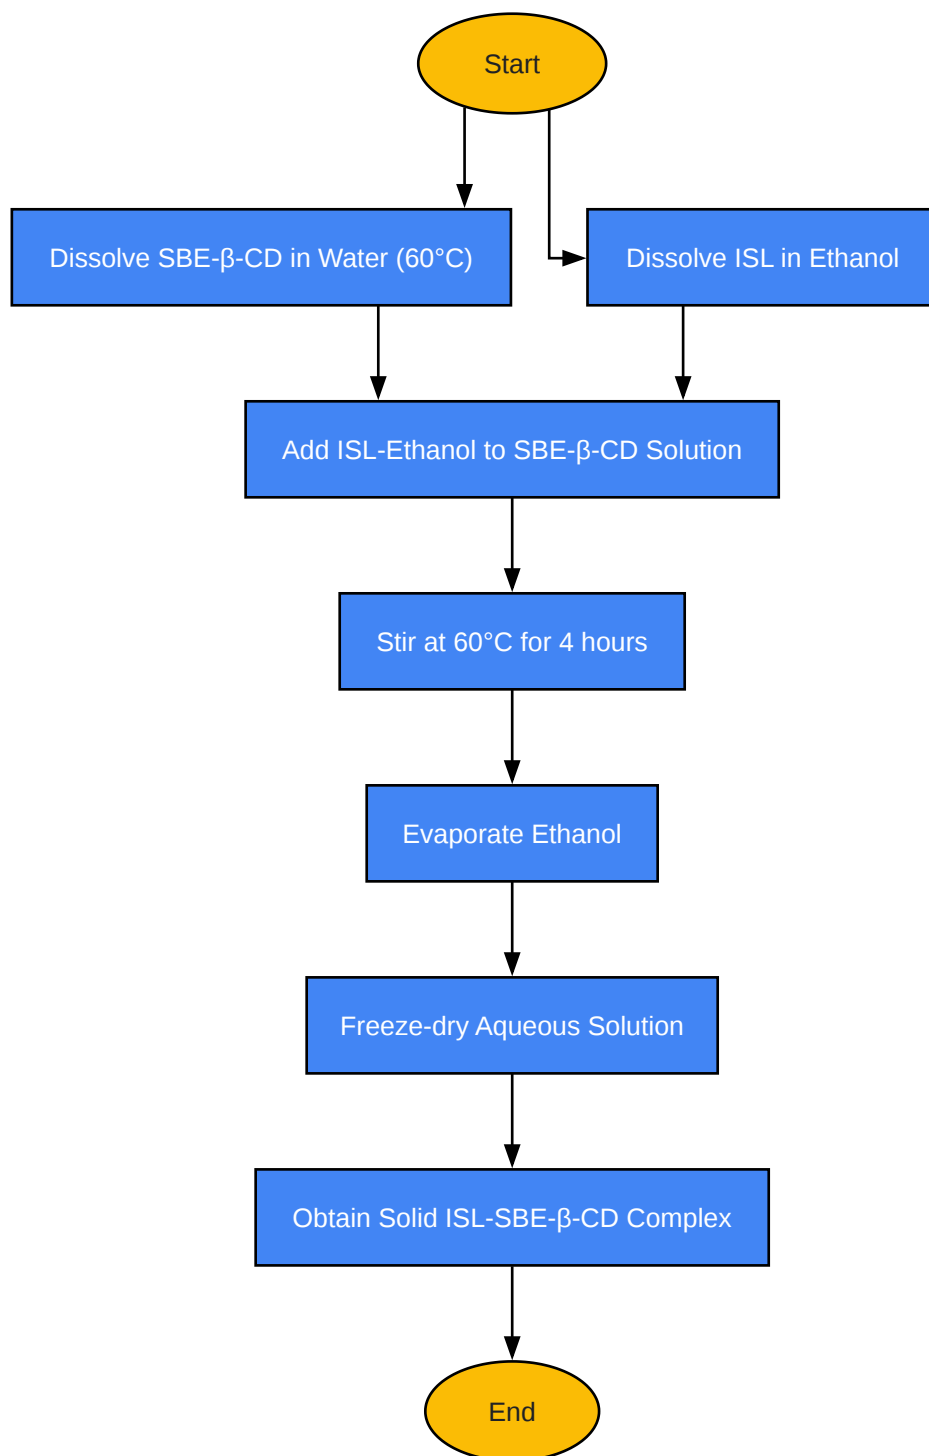 Start
Dissolve SBE-β-CD in Water (60°C)
Dissolve ISL in Ethanol
Add ISL-Ethanol to SBE-β-CD Solution
Stir at 60°C for 4 hours
Evaporate Ethanol
Freeze-dry Aqueous Solution
Obtain Solid ISL-SBE-β-CD Complex
End